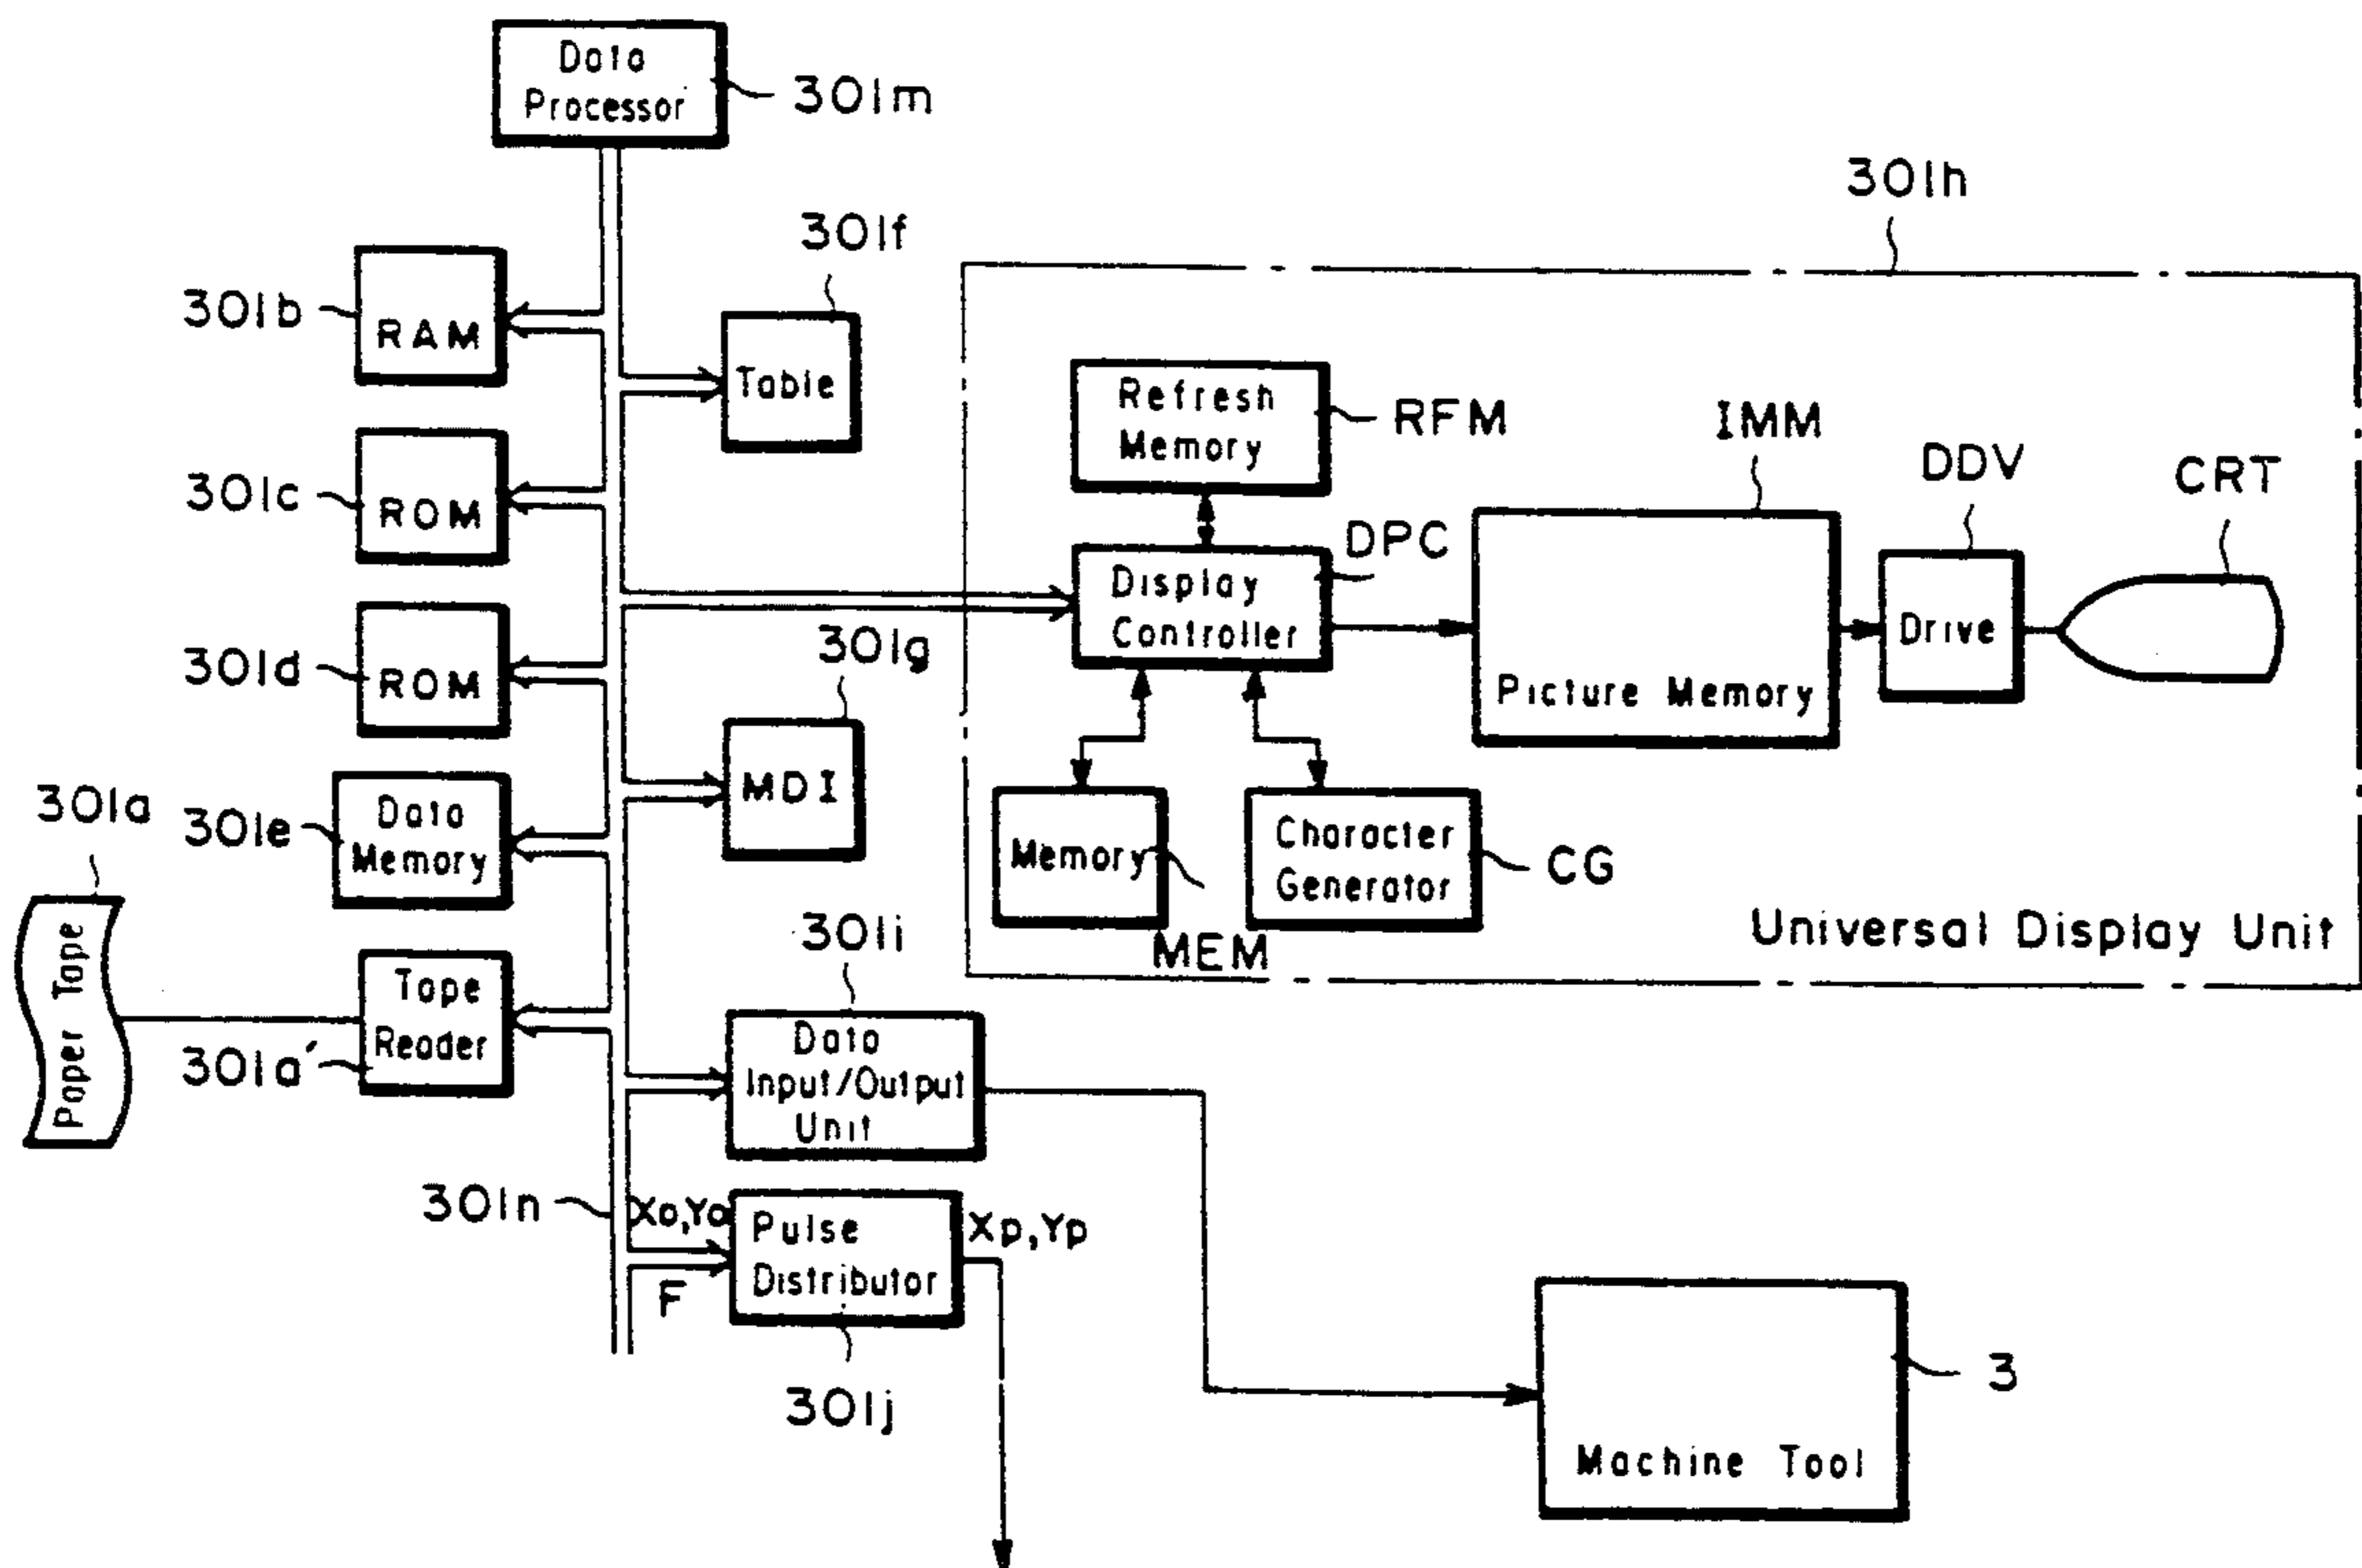 Data
Processor
301m
301h
301f
301b
RAM
Table
Refresh
Memory
RFM
IMM
DDV
CRT
301c
ROM
DPC
Display
Controller
301g
Drive
301d
ROM
Picture Memory
MDI
301a
301e
Data
Memory
Memory
Character
Generator
CG
MEM
Universal Display Unit
Paper Tape
301i
Tape
Reader
301a'
Data
Input/Output
Unit
301n
Xa,Ya
Pulse
Distributor
Xp,Yp
F
301j
3
Machine Tool